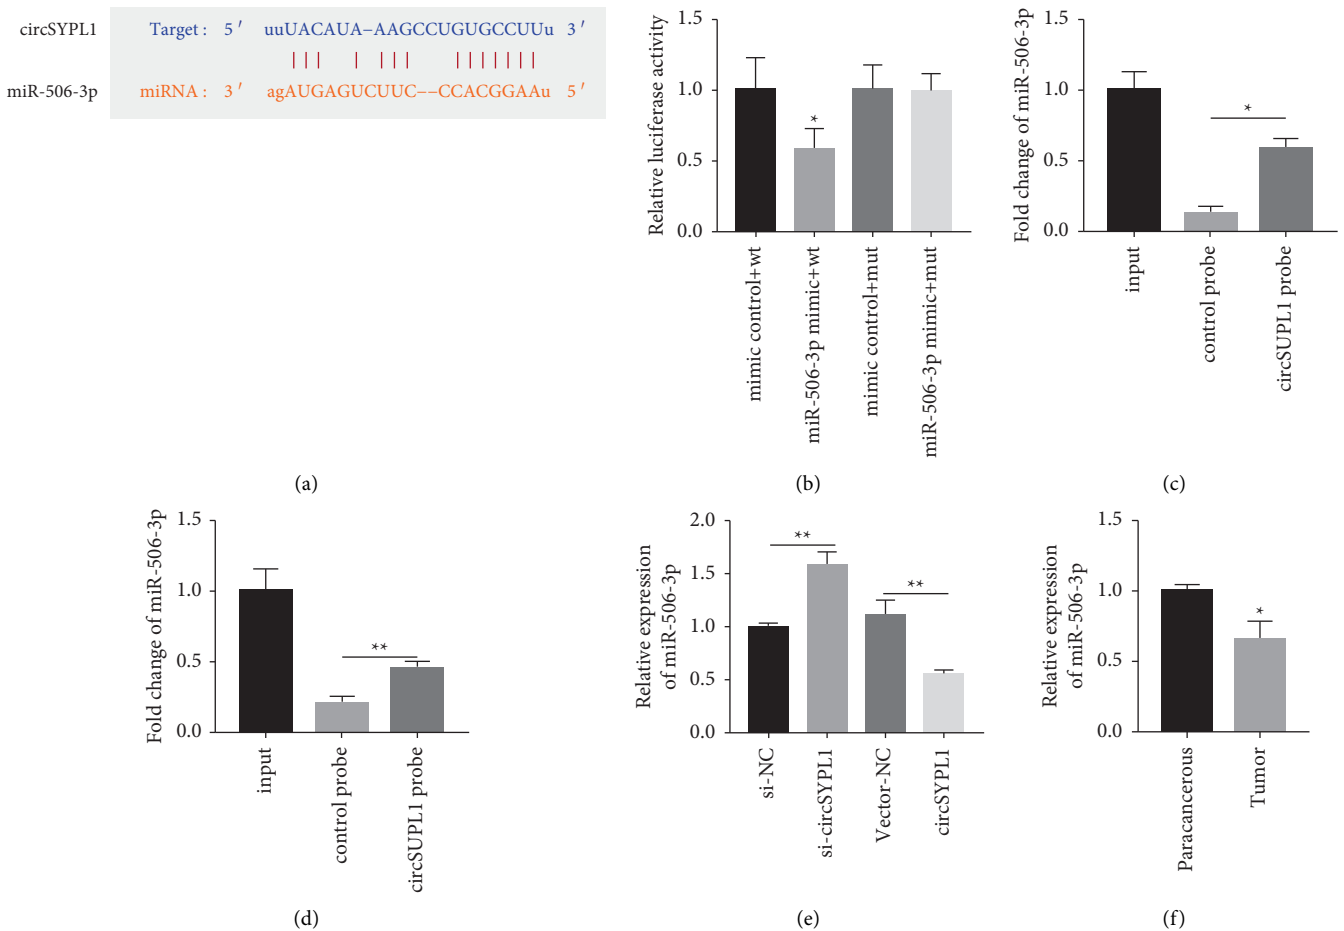 circSYPL1 Target : 5 ′ uuUACAUA−AAGCCUGUGCCUUu 3 ′
miR-506-3p miRNA : 3 ′ agAUGAGUCUUC−−CCACGGAAu 5 ′
(a)
Relative luciferase activity
1.5
1.0
0.5
0.0
*
mimic control+wt
miR-506-3p mimic+wt
mimic control+mut
miR-506-3p mimic+mut
(b)
Fold change of miR-506-3p
1.5
1.0
0.5
0.0
*
input
control probe
circSUPL1 probe
(c)
Fold change of miR-506-3p
1.5
1.0
0.5
0.0
**
input
control probe
circSUPL1 probe
(d)
Relative expression
of miR-506-3p
2.0
1.5
1.0
0.5
0.0
**
**
si-NC
si-circSYPL1
Vector-NC
circSYPL1
(e)
Relative expression
of miR-506-3p
1.5
1.0
0.5
0.0
*
Paracancerous
Tumor
(f)